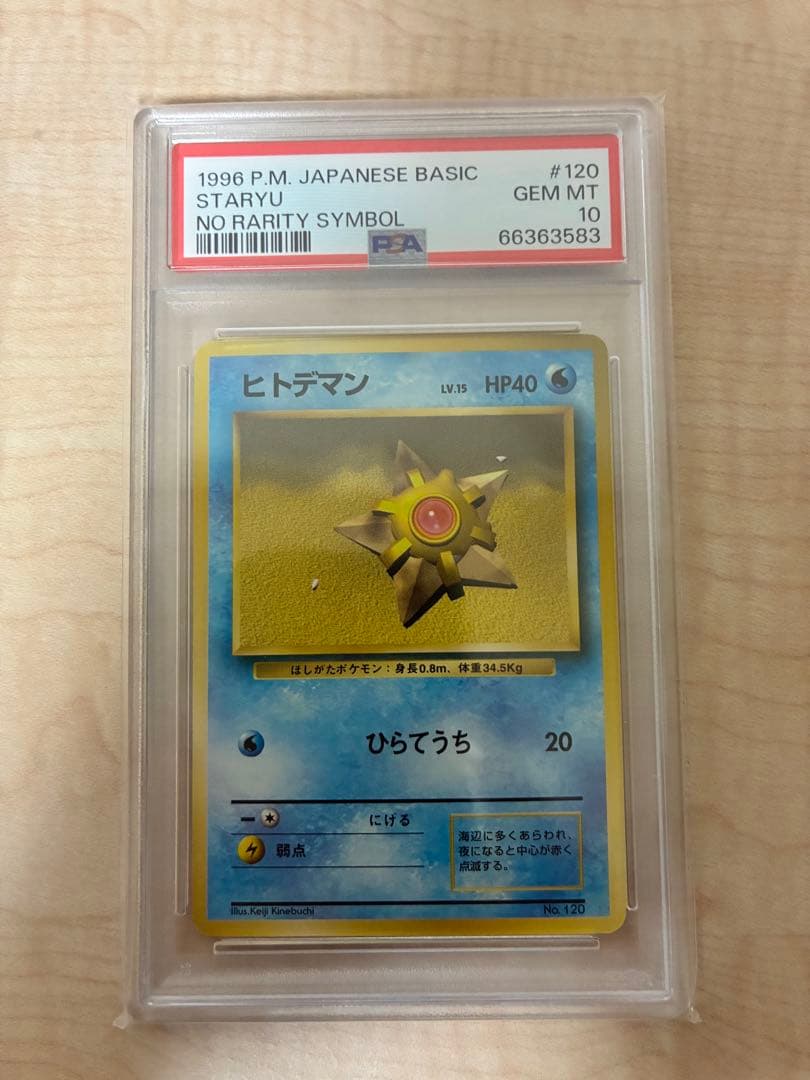 1996 P.M. JAPANESE BASIC #120
STARYU GEM MT
NO RARITY SYMBOL 10
PSA 66363583
ヒトデマン LV.15 HP40
ほしがたポケモン：身長0.8m、体重34.5Kg
ひらてうち 20
にげる
弱点
海辺に多くあらわれ、
夜になると中心が赤く
点滅する。
Illus.Keiji Kinebuchi No. 120